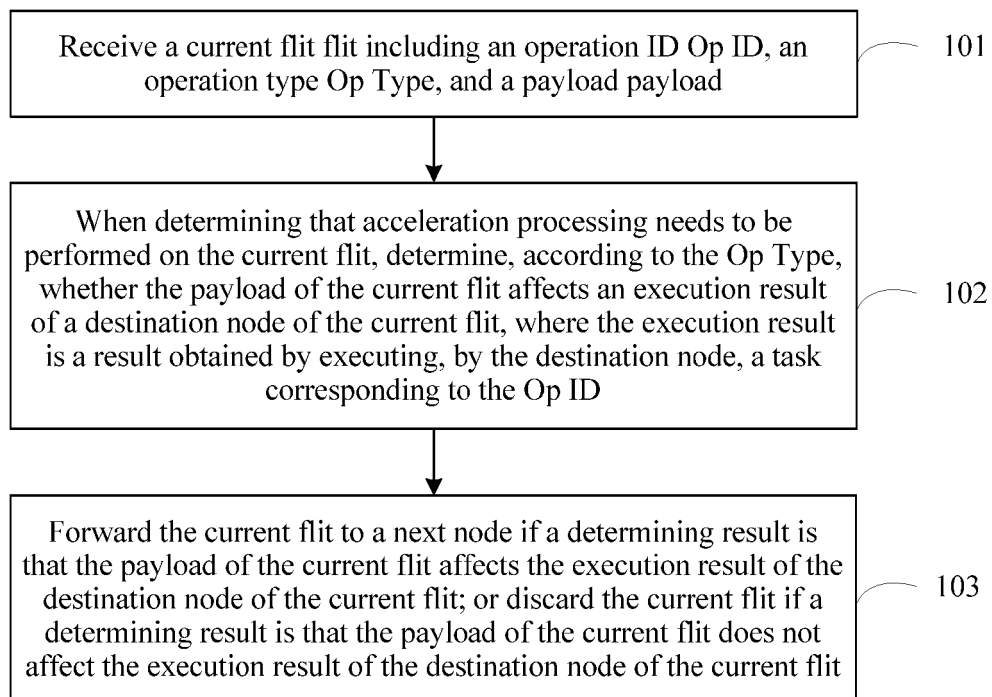 Receive a current flit flit including an operation ID Op ID, an
operation type Op Type, and a payload payload
101
When determining that acceleration processing needs to be
performed on the current flit, determine, according to the Op Type,
whether the payload of the current flit affects an execution result
of a destination node of the current flit, where the execution result
is a result obtained by executing, by the destination node, a task
corresponding to the Op ID
102
Forward the current flit to a next node if a determining result is
that the payload of the current flit affects the execution result of the
destination node of the current flit; or discard the current flit if a
determining result is that the payload of the current flit does not
affect the execution result of the destination node of the current flit
103